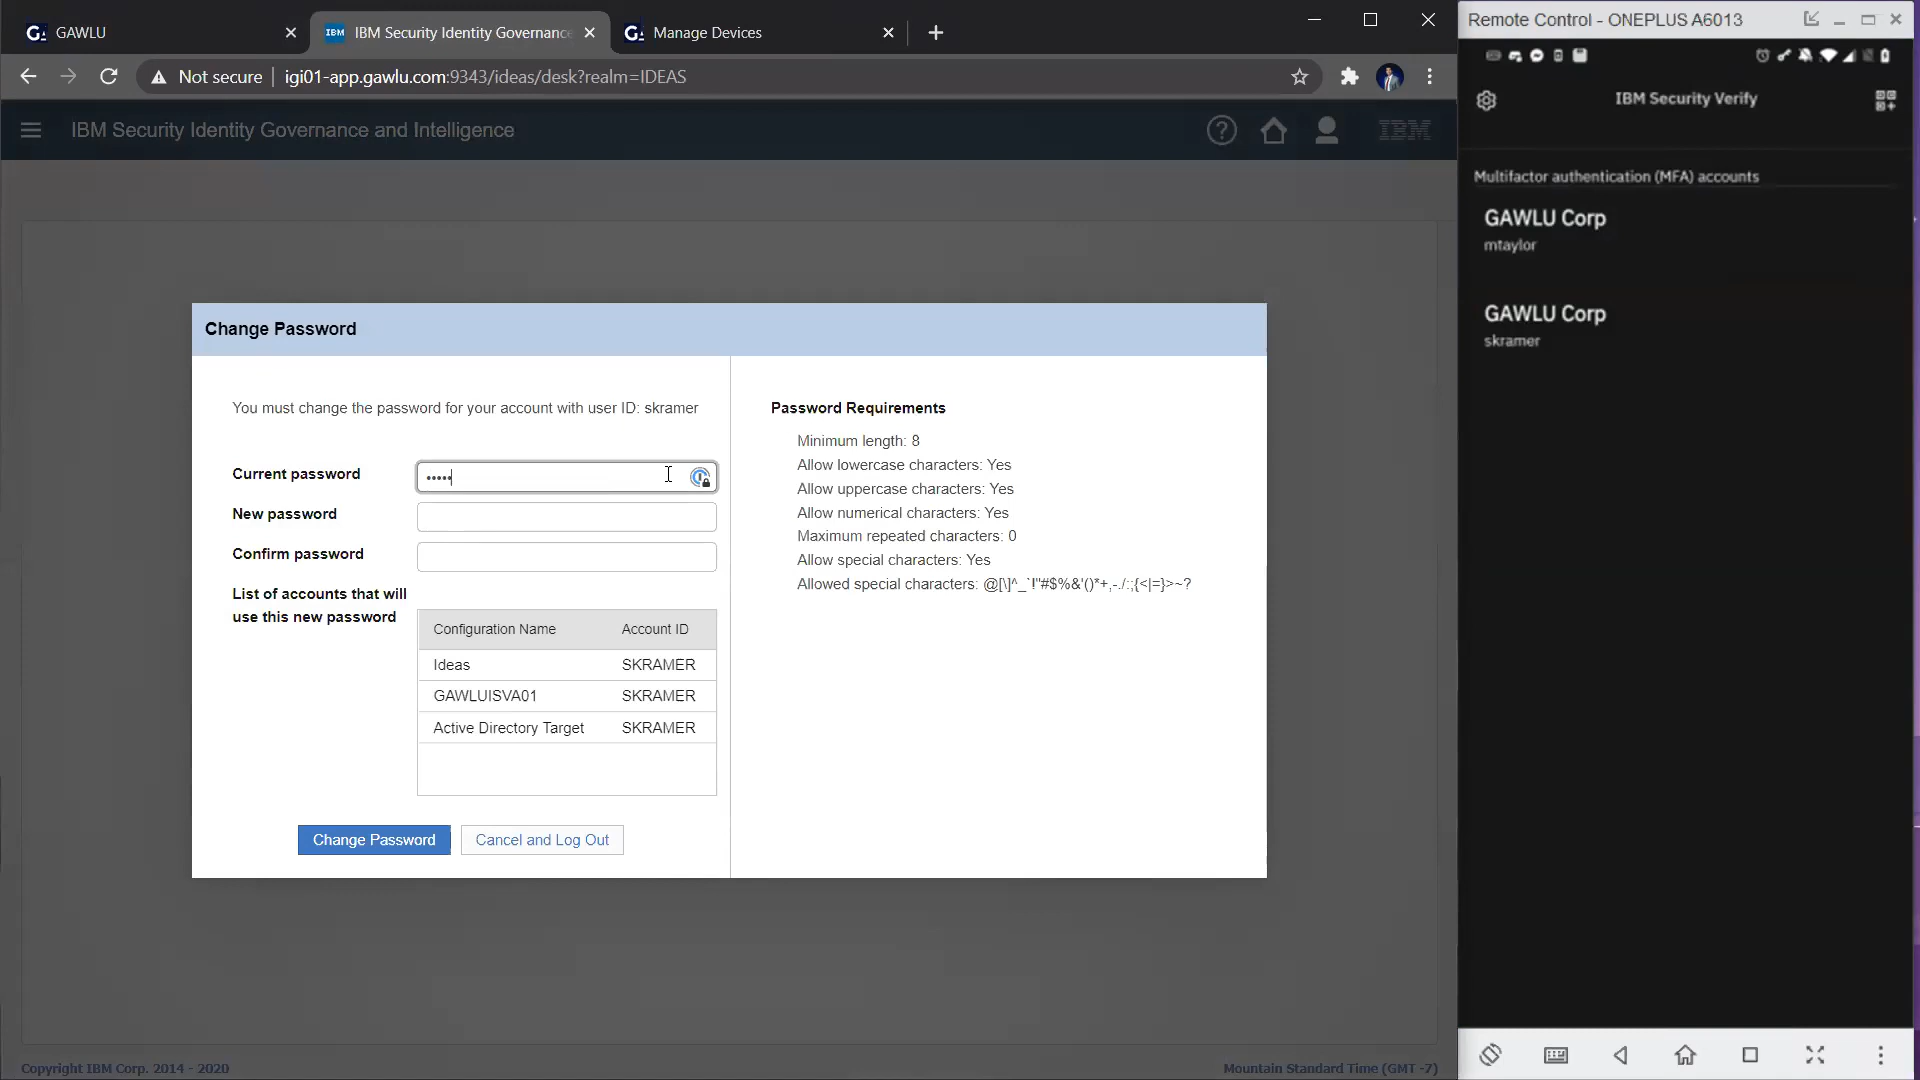 GAWLU
IBM Security Identity Governance
Manage Devices
Not secure
igi01-app.gawlu.com:9343/ideas/desk?realm=IDEAS
IBM Security Identity Governance and Intelligence
IBM
Change Password
You must change the password for your account with user ID: skramer
Current password
•••••
New password
Confirm password
List of accounts that will
use this new password
Configuration Name Account ID
Ideas SKRAMER
GAWLUISVA01 SKRAMER
Active Directory Target SKRAMER
Change Password
Cancel and Log Out
Password Requirements
Minimum length: 8
Allow lowercase characters: Yes
Allow uppercase characters: Yes
Allow numerical characters: Yes
Maximum repeated characters: 0
Allow special characters: Yes
Allowed special characters: @[\]^_`!"#$%&'()*+,-./:;{<|=}>~?
Copyright IBM Corp. 2014 - 2020
Mountain Standard Time (GMT -7)
Remote Control - ONEPLUS A6013
IBM Security Verify
Multifactor authentication (MFA) accounts
GAWLU Corp
mtaylor
GAWLU Corp
skramer